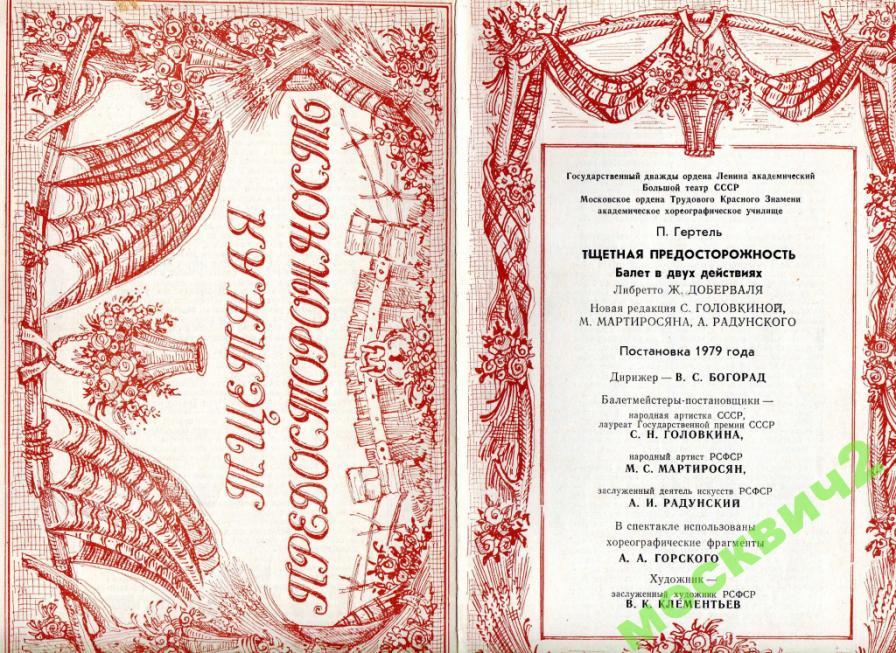 ТЩЕТНАЯ
ПРЕДОСТОРОЖНОСТЬ
Государственный дважды ордена Ленина академический
Большой театр СССР
Московское ордена Трудового Красного Знамени
академическое хореографическое училище
П. Гертель
ТЩЕТНАЯ ПРЕДОСТОРОЖНОСТЬ
Балет в двух действиях
Либретто Ж. ДОБЕРВАЛЯ
Новая редакция С. ГОЛОВКИНОЙ,
М. МАРТИРОСЯНА, А. РАДУНСКОГО
Постановка 1979 года
Дирижер — В. С. БОГОРАД
Балетмейстеры-постановщики —
народная артистка СССР,
лауреат Государственной премии СССР
С. Н. ГОЛОВКИНА,
народный артист РСФСР
М. С. МАРТИРОСЯН,
заслуженный деятель искусств РСФСР
А. И. РАДУНСКИЙ
В спектакле использованы
хореографические фрагменты
А. А. ГОРСКОГО
Художник —
заслуженный художник РСФСР
В. К. КЛЕМЕНТЬЕВ
москвич2